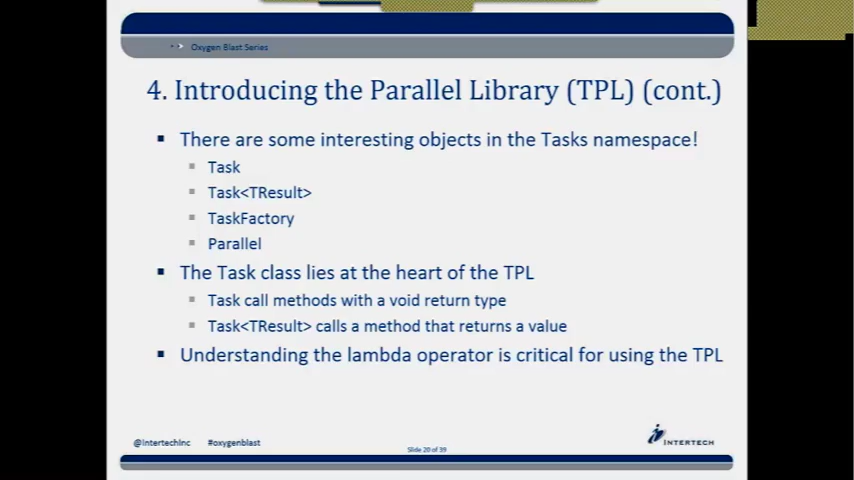 Oxygen Blast Series
4. Introducing the Parallel Library (TPL) (cont.)
There are some interesting objects in the Tasks namespace!
Task
Task<TResult>
TaskFactory
Parallel
The Task class lies at the heart of the TPL
Task call methods with a void return type
Task<TResult> calls a method that returns a value
Understanding the lambda operator is critical for using the TPL
@IntertechInc #oxygenblast
Slide 20 of 39
INTERTECH